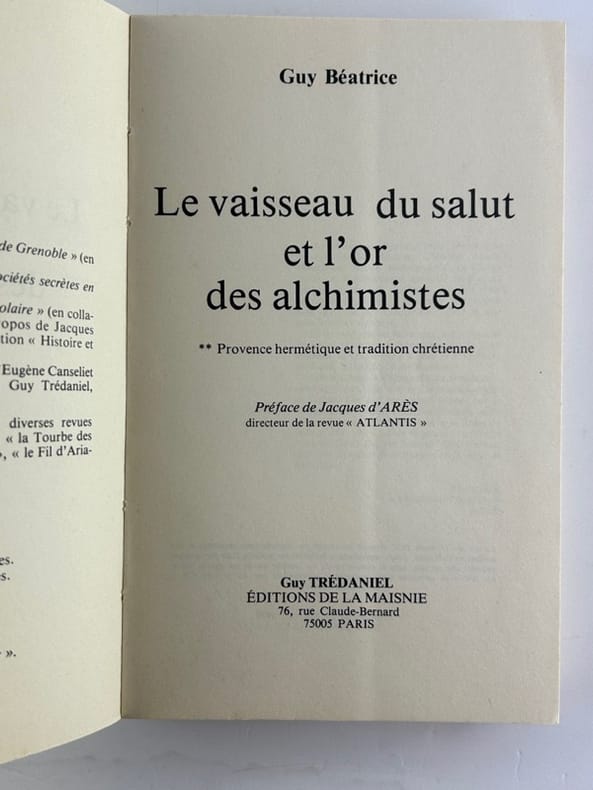 de Grenoble » (en
sociétés secrètes en
olaire » (en colla-
opos de Jacques
tion « Histoire et
Eugène Canseliet
Guy Trédaniel,
diverses revues
« la Tourbe des
», « le Fil d'Aria-
es.
s.
».
Guy Béatrice
Le vaisseau du salut
et l'or
des alchimistes
** Provence hermétique et tradition chrétienne
Préface de Jacques d'ARÈS
directeur de la revue « ATLANTIS »
Guy TRÉDANIEL
ÉDITIONS DE LA MAISNIE
76, rue Claude-Bernard
75005 PARIS